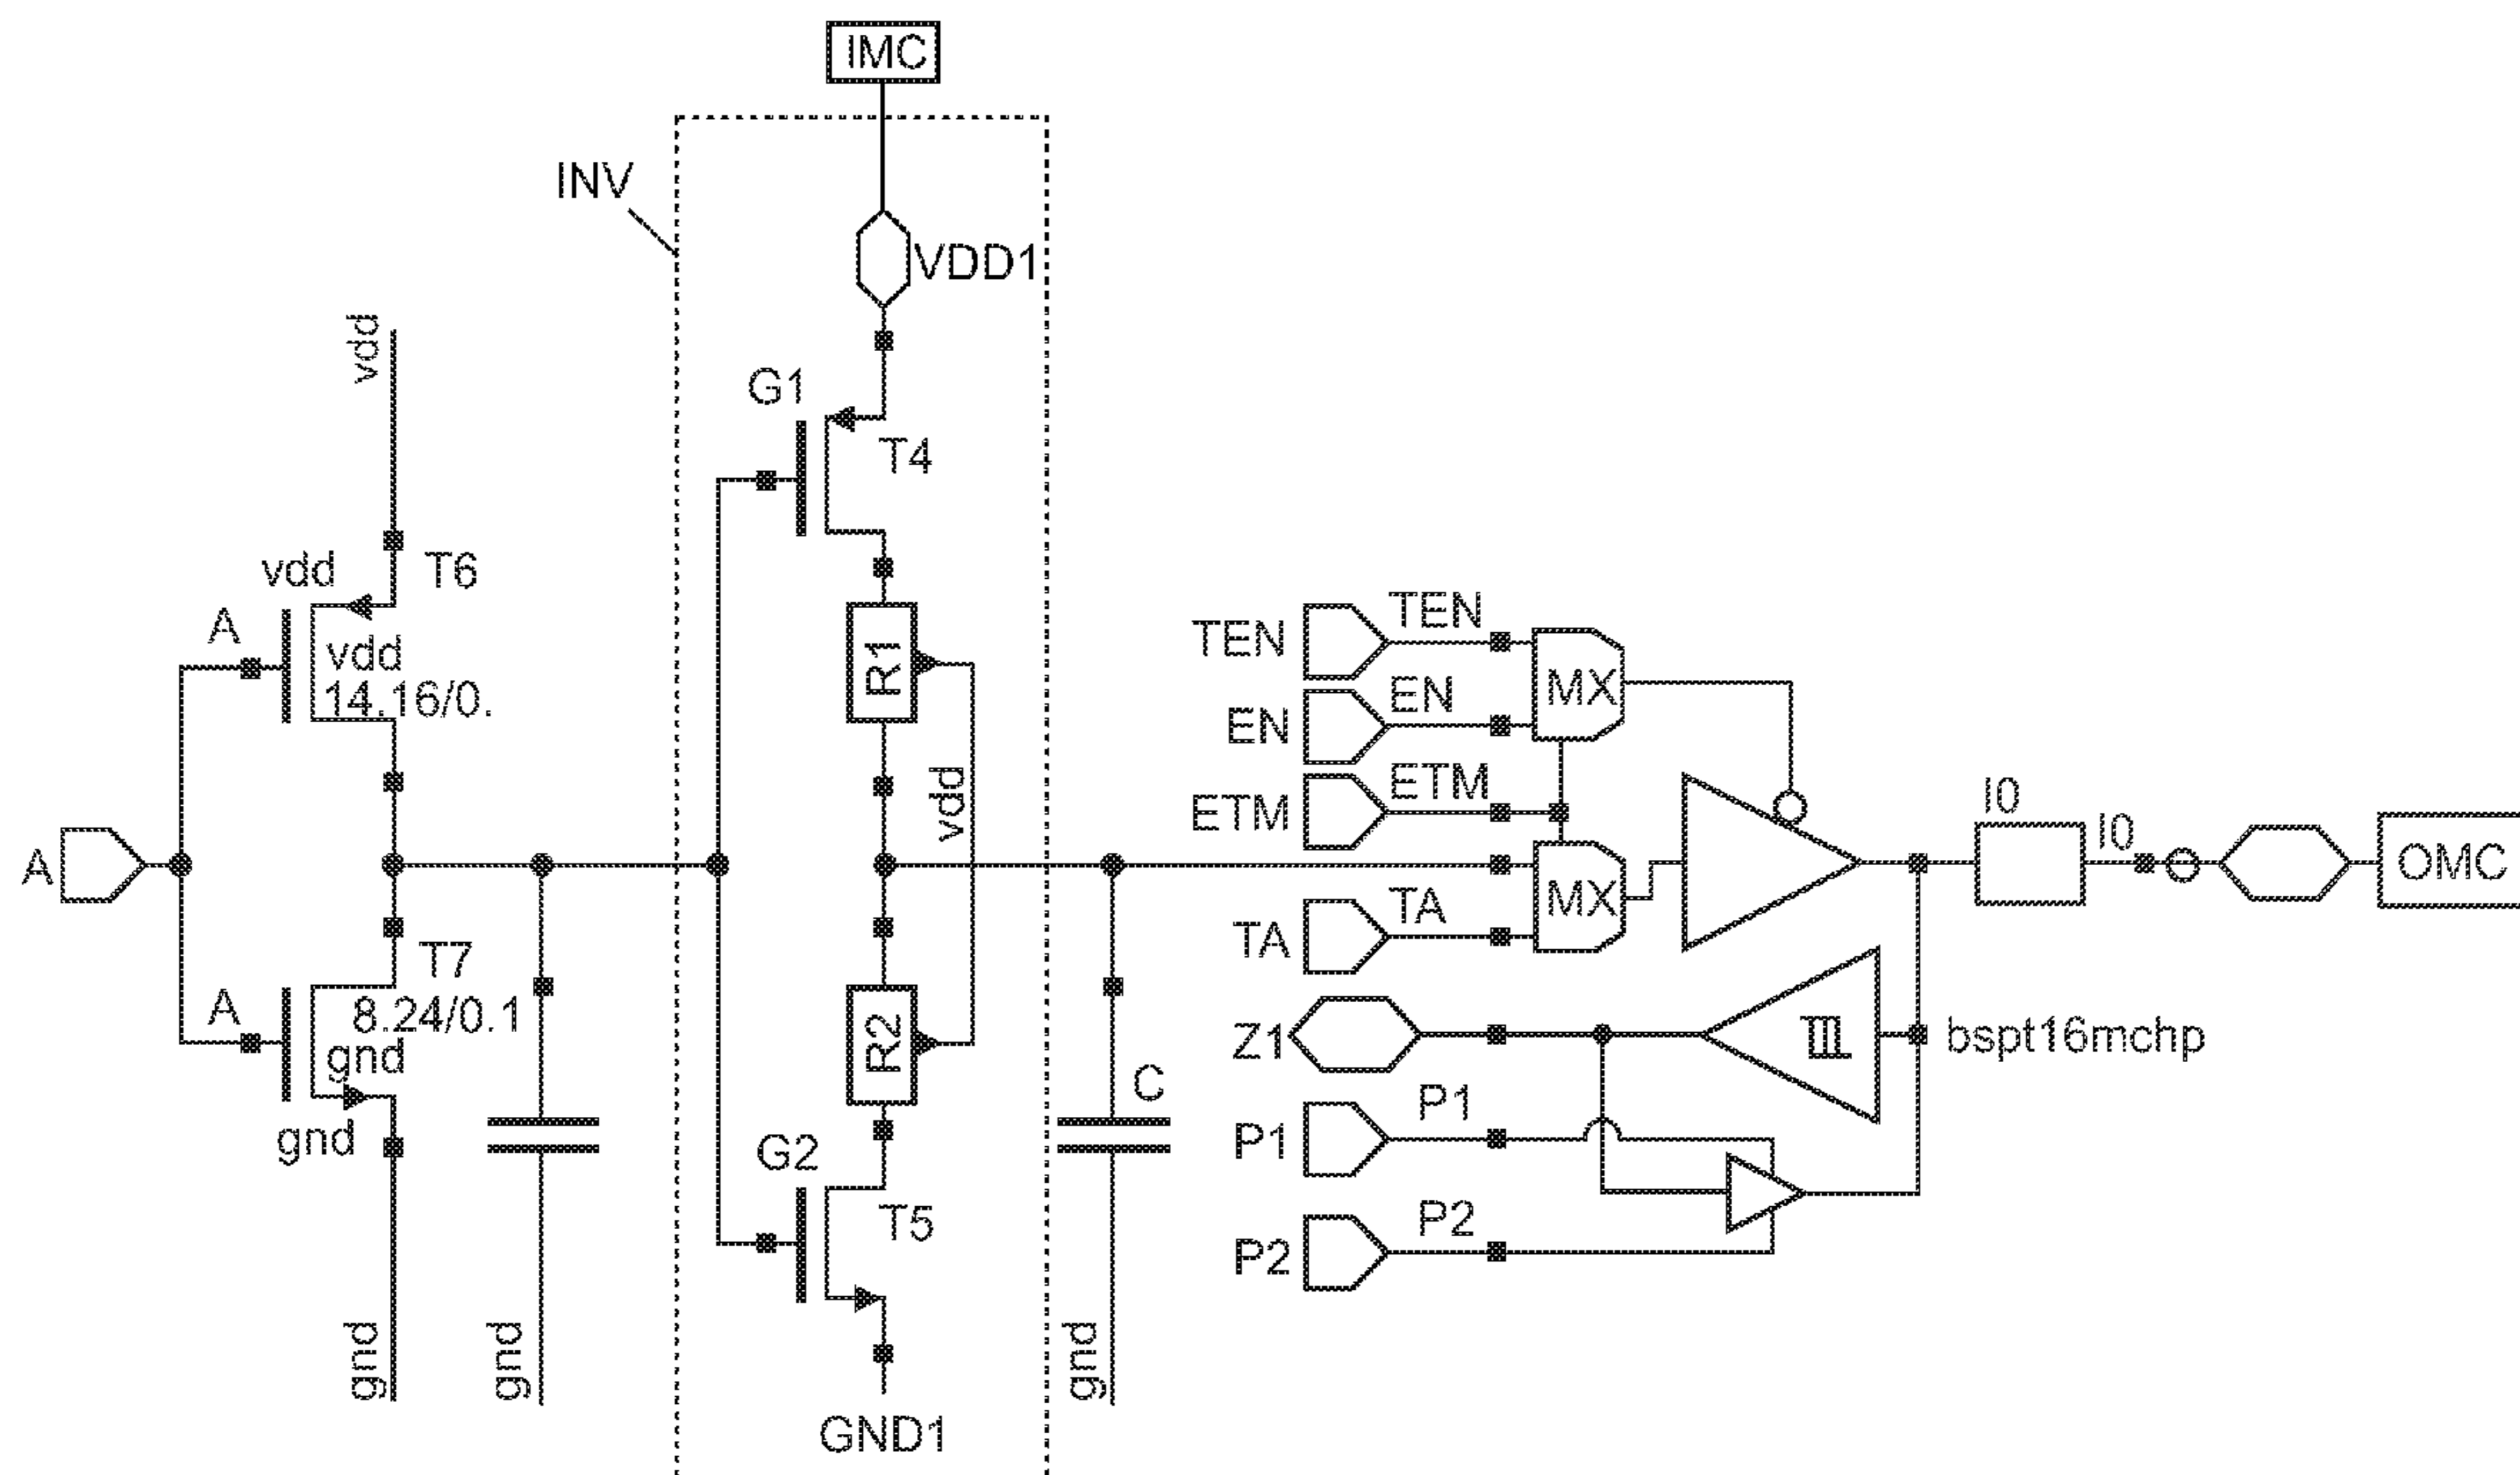 IMC
INV
VDD1
vdd
G1
T4
vdd
T6
A
vdd
14.16/0.
R1
TEN
TEN
MX
EN
EN
vdd
ETM
ETM
I0
I0
A
MX
OMC
TA
TA
T7
A
8.24/0.1
gnd
gnd
R2
C
Z1
bspt16mchp
P1
P1
G2
T5
P2
P2
gnd
gnd
gnd
GND1